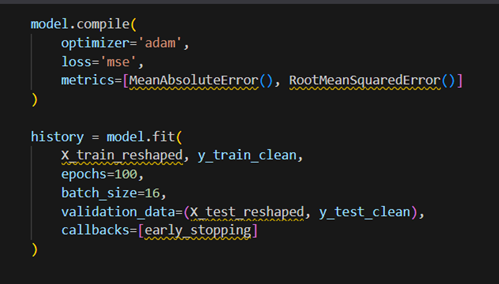 model.compile(
    optimizer='adam',
    loss='mse',
    metrics=[MeanAbsoluteError(), RootMeanSquaredError()]
)
history = model.fit(
    X_train_reshaped, y_train_clean,
    epochs=100,
    batch_size=16,
    validation_data=(X_test_reshaped, y_test_clean),
    callbacks=[early_stopping]
)